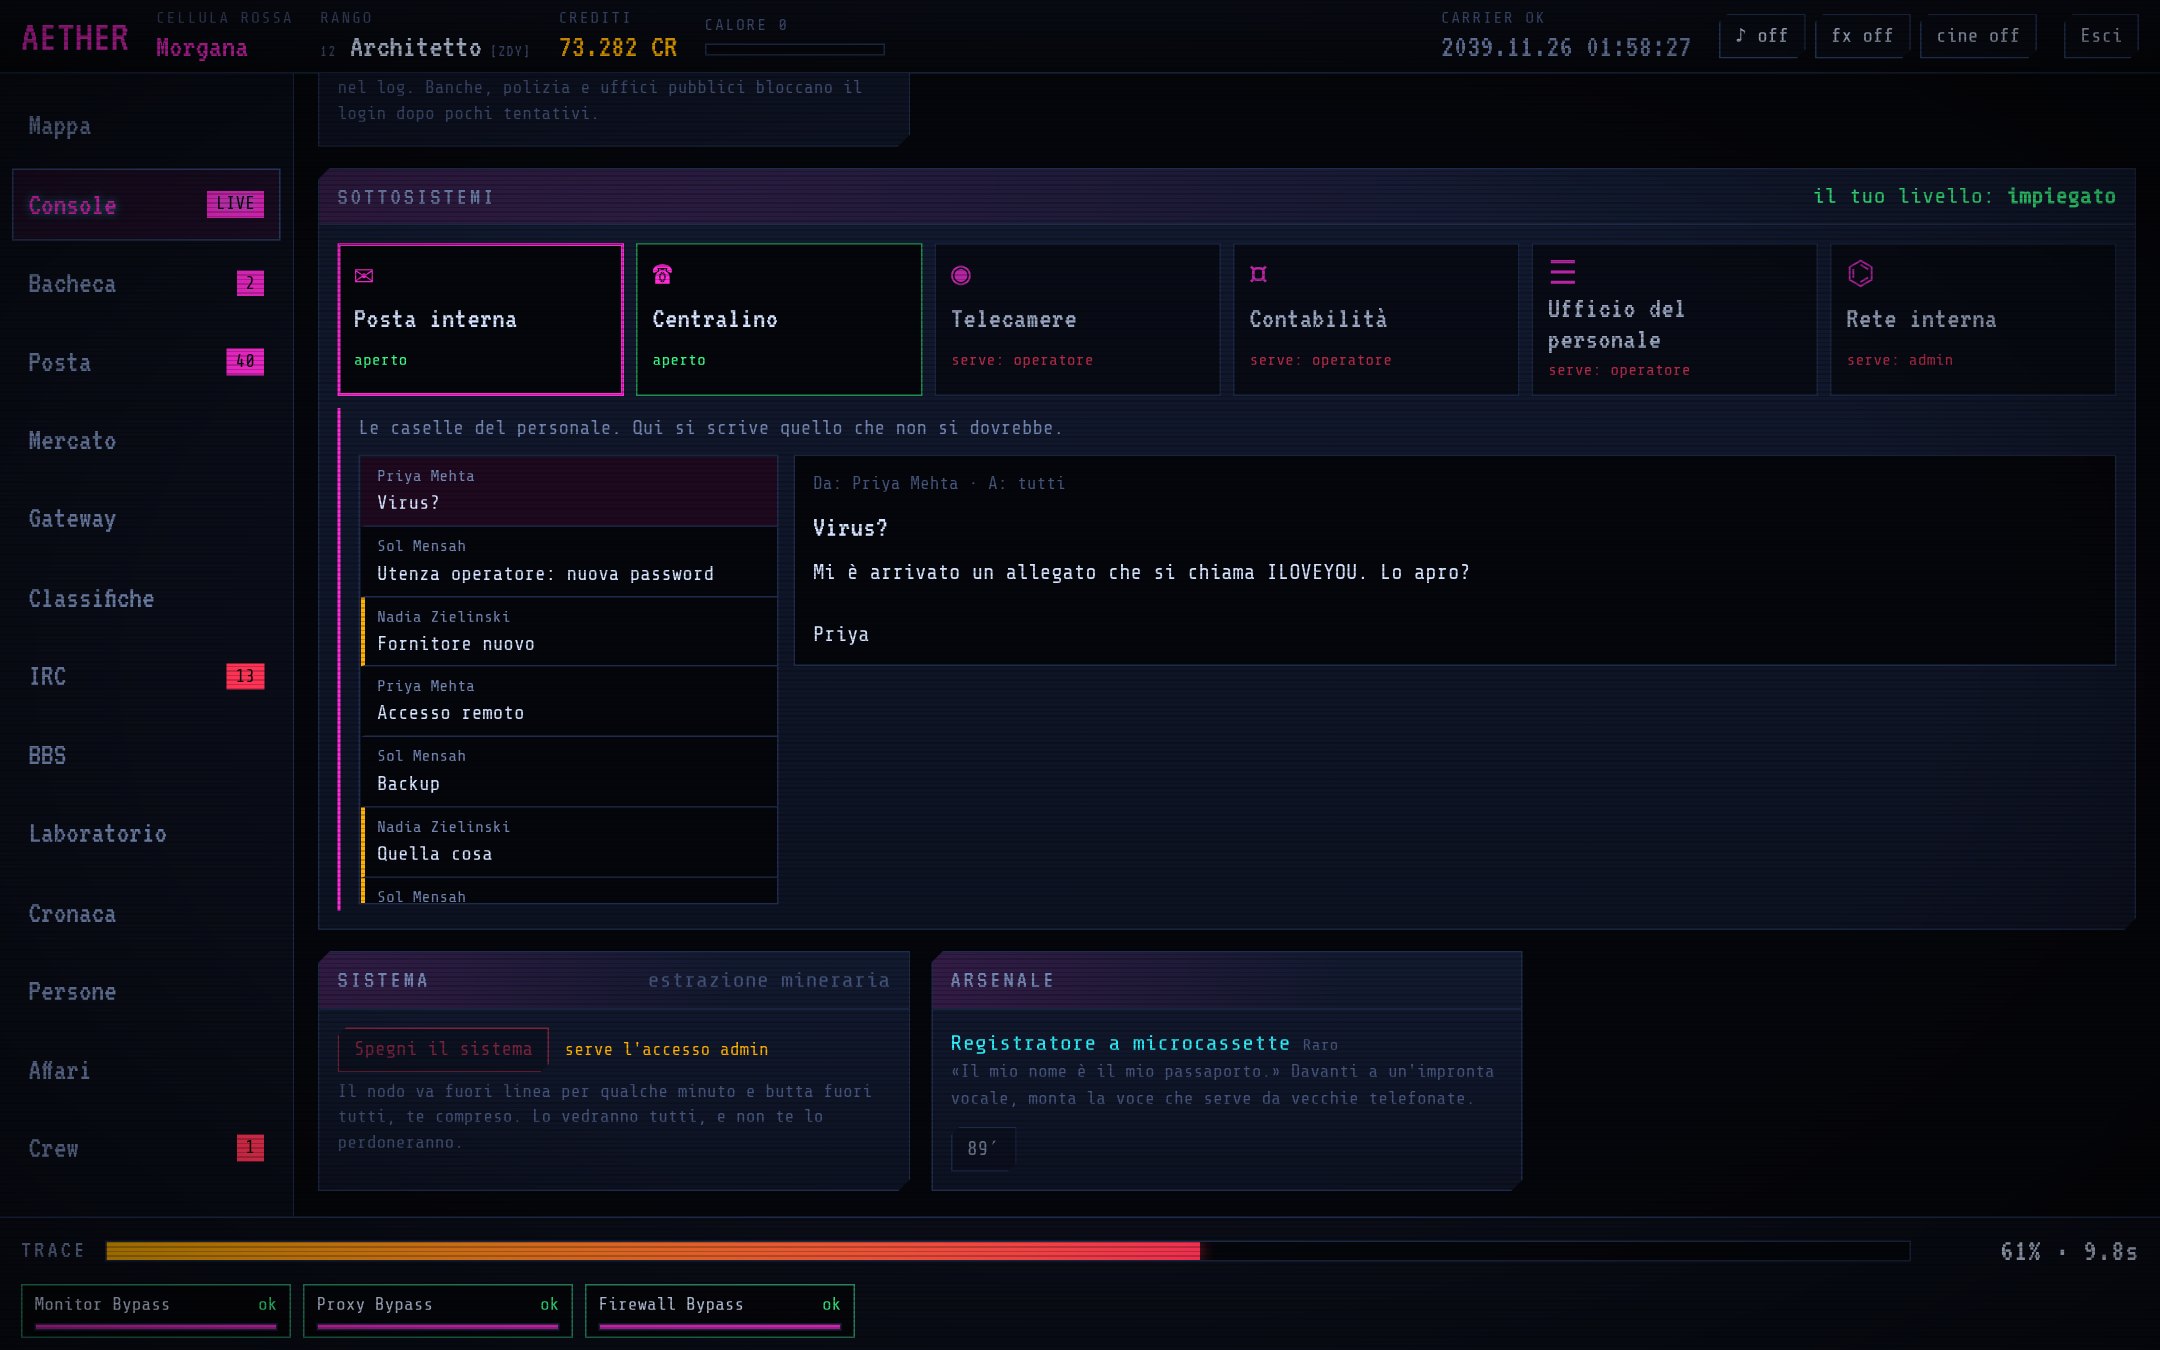 AETHER
CELLULA ROSSA
Morgana
RANGO
12 Architetto [ZDY]
CREDITI
73.282 CR
CALORE 0
CARRIER OK
2039.11.26 01:58:27
♪ off
fx off
cine off
Esci
Mappa
Console LIVE
Bacheca 2
Posta 40
Mercato
Gateway
Classifiche
IRC 13
BBS
Laboratorio
Cronaca
Persone
Affari
Crew 1
nel log. Banche, polizia e uffici pubblici bloccano il
login dopo pochi tentativi.
SOTTOSISTEMI
il tuo livello: impiegato
Posta interna
aperto
Centralino
aperto
Telecamere
serve: operatore
Contabilità
serve: operatore
Ufficio del
personale
serve: operatore
Rete interna
serve: admin
Le caselle del personale. Qui si scrive quello che non si dovrebbe.
Priya Mehta
Virus?
Sol Mensah
Utenza operatore: nuova password
Nadia Zielinski
Fornitore nuovo
Priya Mehta
Accesso remoto
Sol Mensah
Backup
Nadia Zielinski
Quella cosa
Sol Mensah
Da: Priya Mehta · A: tutti
Virus?
Mi è arrivato un allegato che si chiama ILOVEYOU. Lo apro?
Priya
SISTEMA
estrazione mineraria
Spegni il sistema
serve l'accesso admin
Il nodo va fuori linea per qualche minuto e butta fuori
tutti, te compreso. Lo vedranno tutti, e non te lo
perdoneranno.
ARSENALE
Registratore a microcassette Raro
«Il mio nome è il mio passaporto.» Davanti a un'impronta
vocale, monta la voce che serve da vecchie telefonate.
89′
TRACE
61% · 9.8s
Monitor Bypass ok
Proxy Bypass ok
Firewall Bypass ok